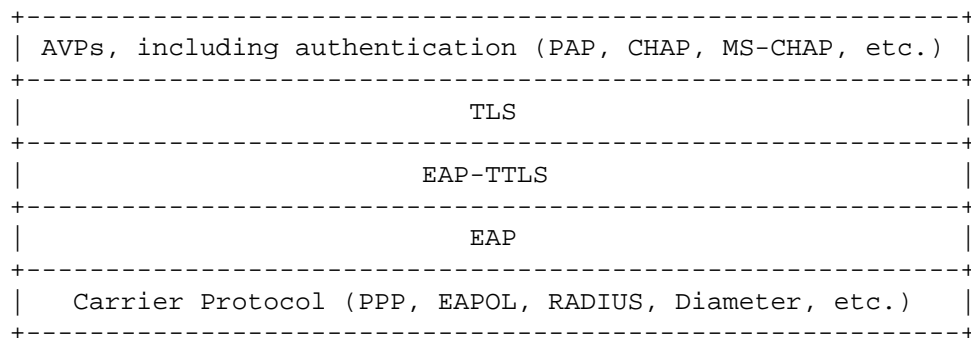 AVPs, including authentication (PAP, CHAP, MS-CHAP, etc.)
TLS
EAP-TTLS
EAP
Carrier Protocol (PPP, EAPOL, RADIUS, Diameter, etc.)